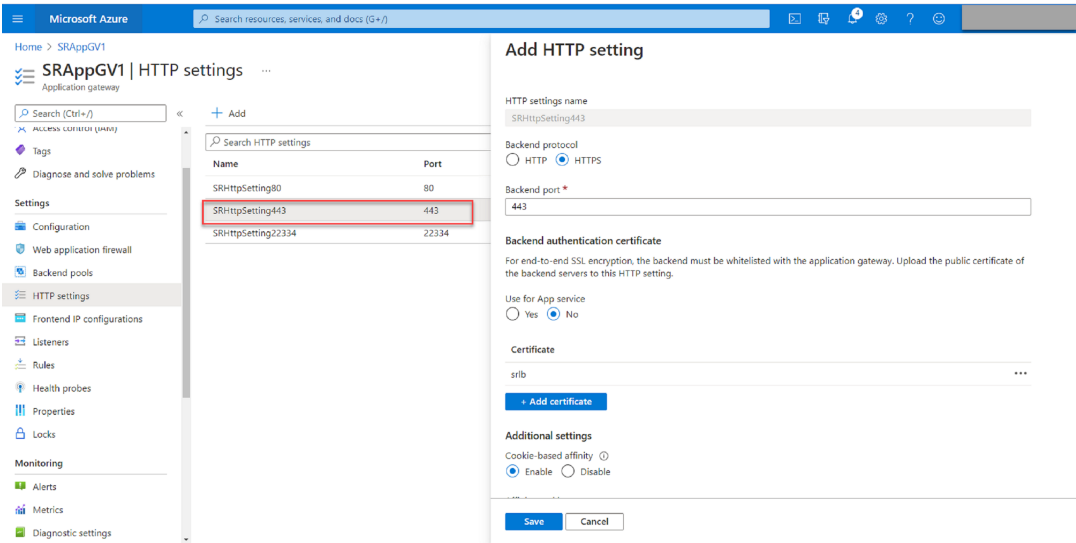 Microsoft Azure
Search resources, services, and docs (G+/)
4
Home > SRAppGV1
SRAppGV1 | HTTP settings ...
Application gateway
Search (Ctrl+/)
«
Access control (IAM)
Tags
Diagnose and solve problems
Settings
Configuration
Web application firewall
Backend pools
HTTP settings
Frontend IP configurations
Listeners
Rules
Health probes
Properties
Locks
Monitoring
Alerts
Metrics
Diagnostic settings
+ Add
Search HTTP settings
Name Port
SRHttpSetting80 80
SRHttpSetting443 443
SRHttpSetting22334 22334
Add HTTP setting
HTTP settings name
SRHttpSetting443
Backend protocol
HTTP HTTPS
Backend port *
443
Backend authentication certificate
For end-to-end SSL encryption, the backend must be whitelisted with the application gateway. Upload the public certificate of
the backend servers to this HTTP setting.
Use for App service
Yes No
Certificate
srlb ...
+ Add certificate
Additional settings
Cookie-based affinity
Enable Disable
Save Cancel